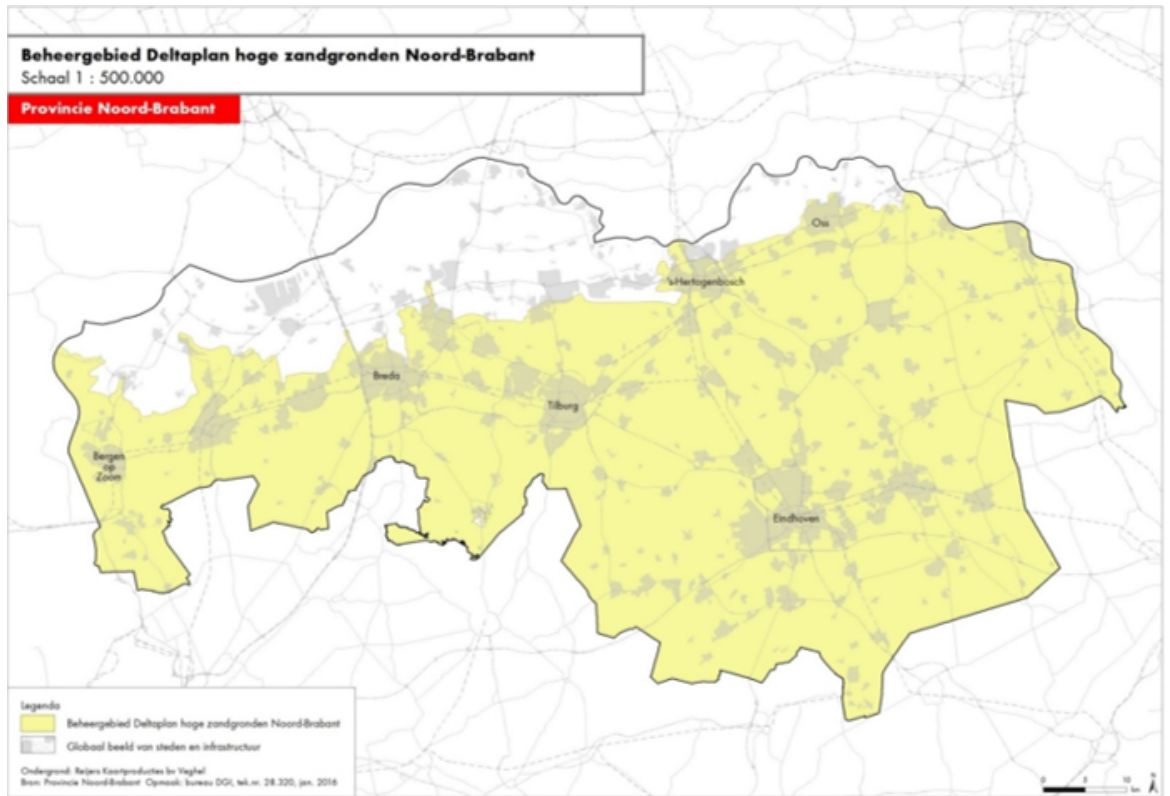 Beheergebied Deltaplan hoge zandgronden Noord-Brabant
Schaal 1 : 500.000
Provincie Noord-Brabant
Oss
's-Hertogenbosch
Breda
Tilburg
Bergen
op
Zoom
Eindhoven
Legenda
Beheergebied Deltaplan hoge zandgronden Noord-Brabant
Globaal beeld van steden en infrastructuur
Ondergrond: Reijers Kaartproducties bv Veghel
Bron: Provincie Noord-Brabant Opmaak: bureau DGI, tek.nr. 28.320, jan. 2016
0 5 10
km
N